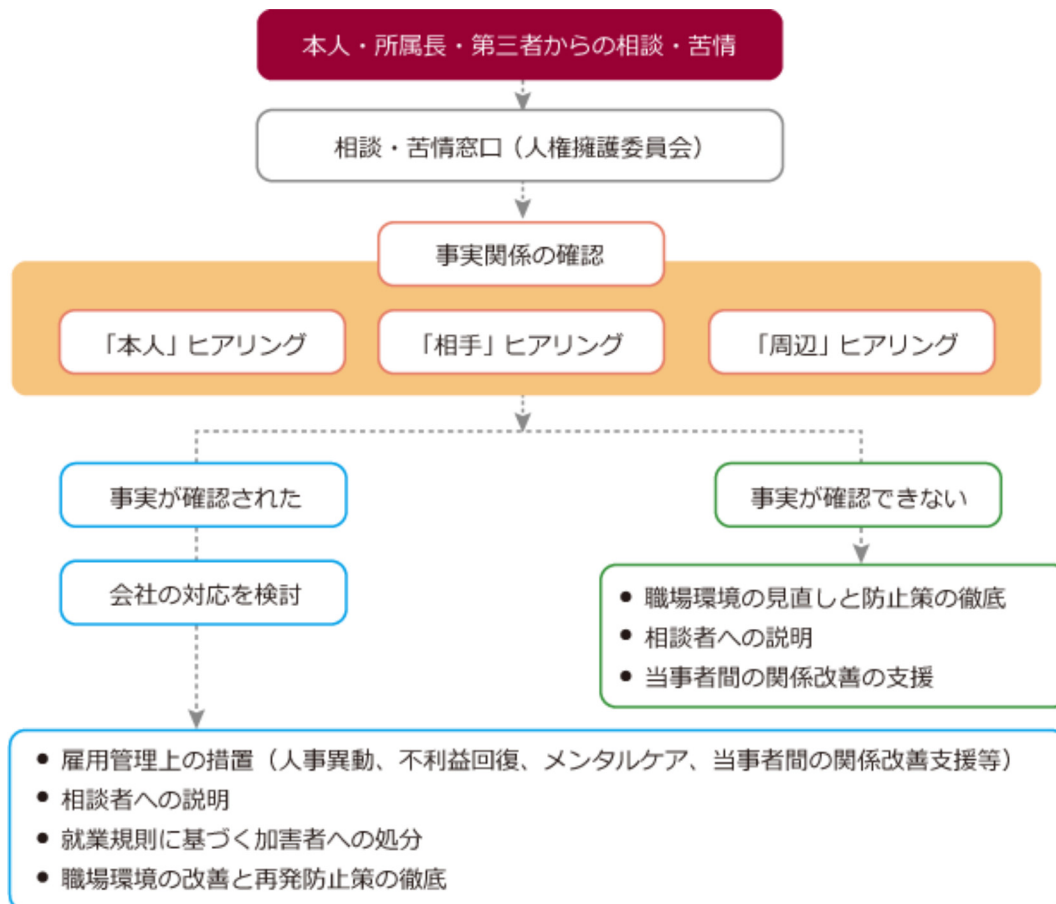 本人・所属長・第三者からの相談・苦情
相談・苦情窓口（人権擁護委員会）
事実関係の確認
「本人」ヒアリング
「相手」ヒアリング
「周辺」ヒアリング
事実が確認された
事実が確認できない
会社の対応を検討
● 職場環境の見直しと防止策の徹底
● 相談者への説明
● 当事者間の関係改善の支援
● 雇用管理上の措置（人事異動、不利益回復、メンタルケア、当事者間の関係改善支援等）
● 相談者への説明
● 就業規則に基づく加害者への処分
● 職場環境の改善と再発防止策の徹底